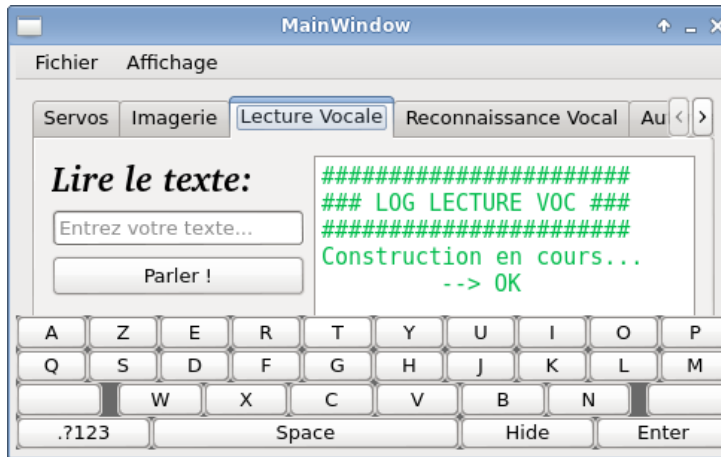 MainWindow
Fichier Affichage
Servos Imagerie Lecture Vocale Reconnaissance Vocal Au < >
Lire le texte:
Entrez votre texte...
Parler !
#######################
### LOG LECTURE VOC ###
#######################
Construction en cours...
--> OK
A Z E R T Y U I O P
Q S D F G H J K L M
W X C V B N
.?123 Space Hide Enter